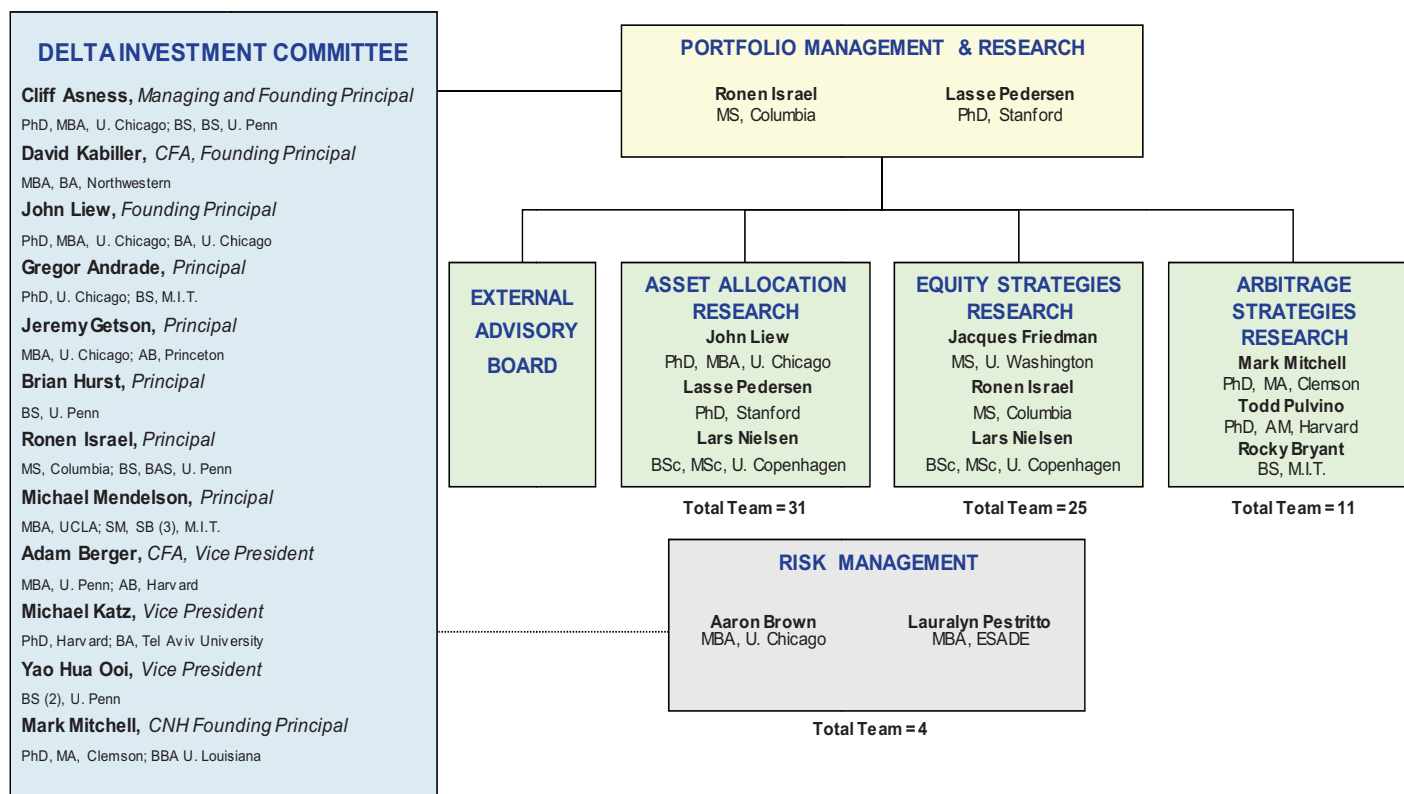 DELTA INVESTMENT COMMITTEE
Cliff Asness, Managing and Founding Principal
PhD, MBA, U. Chicago; BS, BS, U. Penn
David Kabiller, CFA, Founding Principal
MBA, BA, Northwestern
John Liew, Founding Principal
PhD, MBA, U. Chicago; BA, U. Chicago
Gregor Andrade, Principal
PhD, U. Chicago; BS, M.I.T.
Jeremy Getson, Principal
MBA, U. Chicago; AB, Princeton
Brian Hurst, Principal
BS, U. Penn
Ronen Israel, Principal
MS, Columbia; BS, BAS, U. Penn
Michael Mendelson, Principal
MBA, UCLA; SM, SB (3), M.I.T.
Adam Berger, CFA, Vice President
MBA, U. Penn; AB, Harvard
Michael Katz, Vice President
PhD, Harvard; BA, Tel Aviv University
Yao Hua Ooi, Vice President
BS (2), U. Penn
Mark Mitchell, CNH Founding Principal
PhD, MA, Clemson; BBA U. Louisiana
PORTFOLIO MANAGEMENT & RESEARCH
Ronen Israel
MS, Columbia
Lasse Pedersen
PhD, Stanford
EXTERNAL
ADVISORY
BOARD
ASSET ALLOCATION
RESEARCH
John Liew
PhD, MBA, U. Chicago
Lasse Pedersen
PhD, Stanford
Lars Nielsen
BSc, MSc, U. Copenhagen
Total Team = 31
EQUITY STRATEGIES
RESEARCH
Jacques Friedman
MS, U. Washington
Ronen Israel
MS, Columbia
Lars Nielsen
BSc, MSc, U. Copenhagen
Total Team = 25
ARBITRAGE
STRATEGIES
RESEARCH
Mark Mitchell
PhD, MA, Clemson
Todd Pulvino
PhD, AM, Harvard
Rocky Bryant
BS, M.I.T.
Total Team = 11
RISK MANAGEMENT
Aaron Brown
MBA, U. Chicago
Lauralyn Pestritto
MBA, ESADE
Total Team = 4